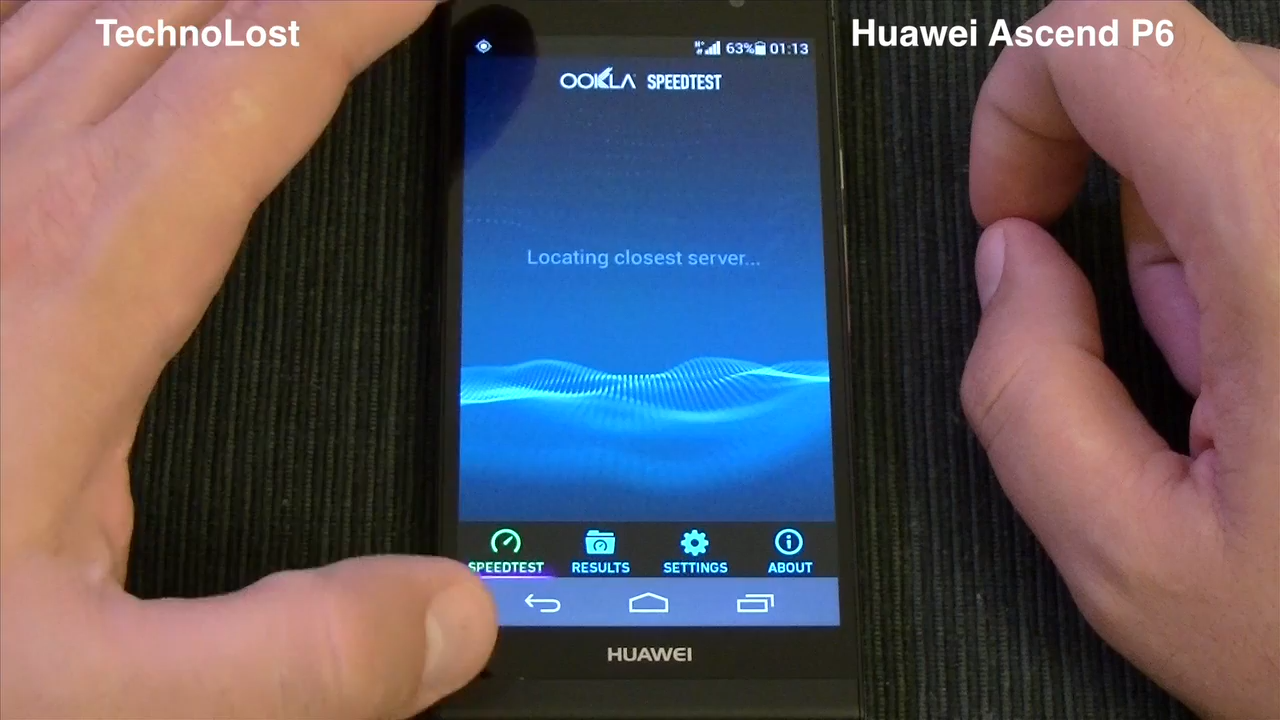 TechnoLost
Huawei Ascend P6
63% 01:13
OOKLA SPEEDTEST
Locating closest server...
SPEEDTEST RESULTS SETTINGS ABOUT
HUAWEI